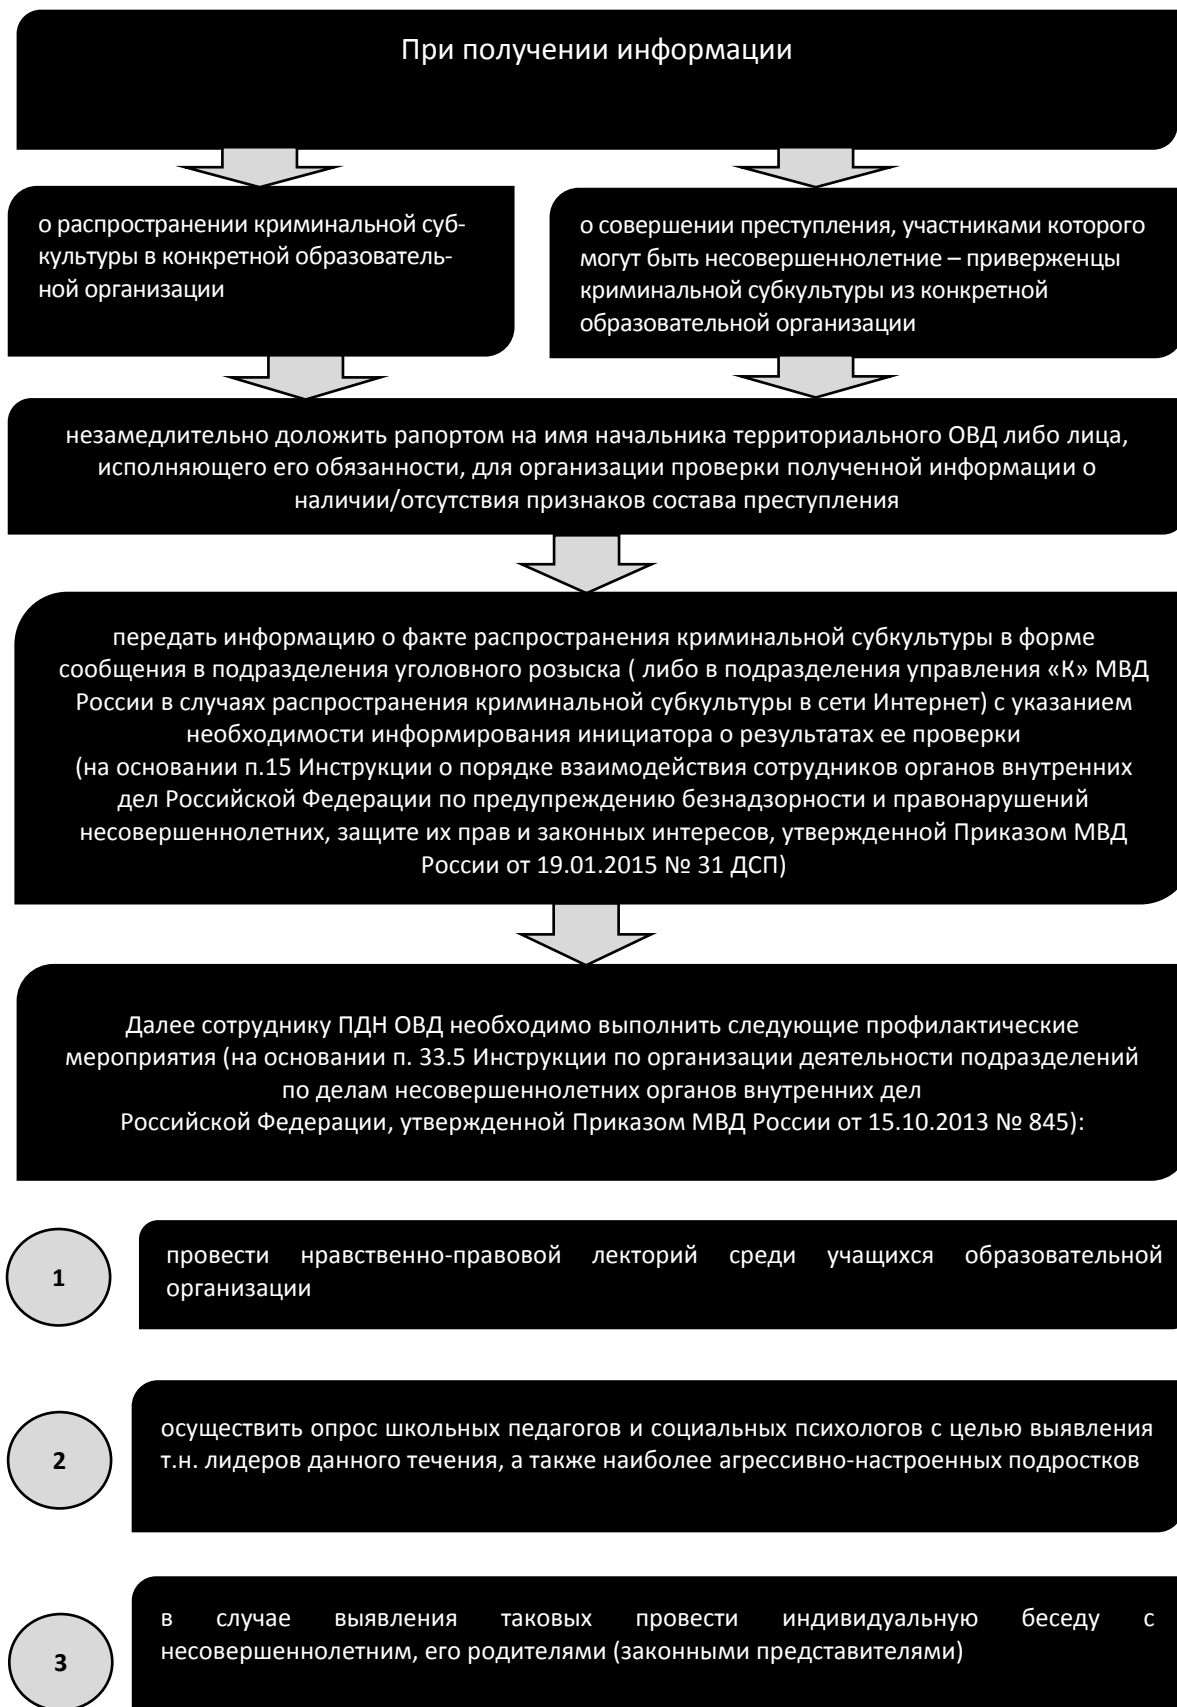 При получении информации
о распространении криминальной суб-
культуры в конкретной образователь-
ной организации
о совершении преступления, участниками которого
могут быть несовершеннолетние – приверженцы
криминальной субкультуры из конкретной
образовательной организации
незамедлительно доложить рапортом на имя начальника территориального ОВД либо лица,
исполняющего его обязанности, для организации проверки полученной информации о
наличии/отсутствия признаков состава преступления
передать информацию о факте распространения криминальной субкультуры в форме
сообщения в подразделения уголовного розыска ( либо в подразделения управления «К» МВД
России в случаях распространения криминальной субкультуры в сети Интернет) с указанием
необходимости информирования инициатора о результатах ее проверки
(на основании п.15 Инструкции о порядке взаимодействия сотрудников органов внутренних
дел Российской Федерации по предупреждению безнадзорности и правонарушений
несовершеннолетних, защите их прав и законных интересов, утвержденной Приказом МВД
России от 19.01.2015 № 31 ДСП)
Далее сотруднику ПДН ОВД необходимо выполнить следующие профилактические
мероприятия (на основании п. 33.5 Инструкции по организации деятельности подразделений
по делам несовершеннолетних органов внутренних дел
Российской Федерации, утвержденной Приказом МВД России от 15.10.2013 № 845):
1
провести нравственно-правовой лекторий среди учащихся образовательной
организации
2
осуществить опрос школьных педагогов и социальных психологов с целью выявления
т.н. лидеров данного течения, а также наиболее агрессивно-настроенных подростков
3
в случае выявления таковых провести индивидуальную беседу с
несовершеннолетним, его родителями (законными представителями)